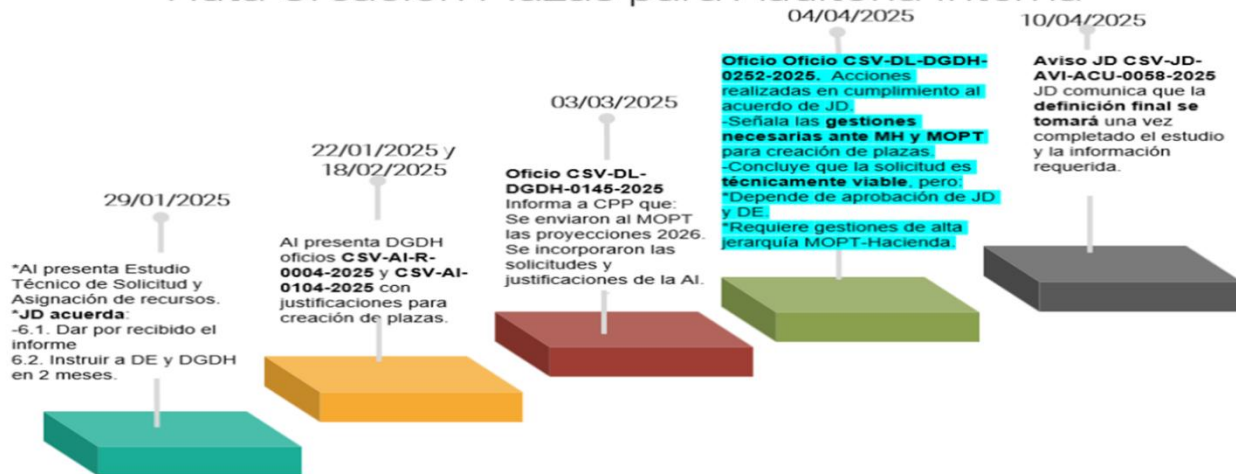 29/01/2025
*AI presenta Estudio
Técnico de Solicitud y
Asignación de recursos.
*JD acuerda:
-6.1. Dar por recibido el
informe
6.2. Instruir a DE y DGDH
en 2 meses.
22/01/2025 y
18/02/2025
AI presenta DGDH
oficios CSV-AI-R-
0004-2025 y CSV-AI-
0104-2025 con
justificaciones para
creación de plazas.
03/03/2025
Oficio CSV-DL-
DGDH-0145-2025
Informa a CPP que:
Se enviaron al MOPT
las proyecciones 2026.
Se incorporaron las
solicitudes y
justificaciones de la AI.
04/04/2025
Oficio Oficio CSV-DL-DGDH-
0252-2025. Acciones
realizadas en cumplimiento al
acuerdo de JD.
-Señala las gestiones
necesarias ante MH y MOPT
para creación de plazas.
-Concluye que la solicitud es
técnicamente viable, pero:
*Depende de aprobación de JD
y DE.
*Requiere gestiones de alta
jerarquía MOPT-Hacienda.
10/04/2025
Aviso JD CSV-JD-
AVI-ACU-0058-2025
JD comunica que la
definición final se
tomará una vez
completado el estudio
y la información
requerida.